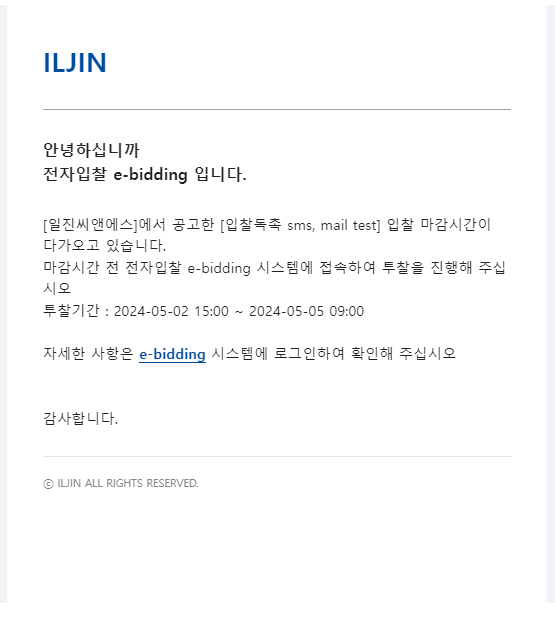 ILJIN
안녕하십니까
전자입찰 e-bidding 입니다.
[일진씨앤에스]에서 공고한 [입찰독촉 sms, mail test] 입찰 마감시간이
다가오고 있습니다.
마감시간 전 전자입찰 e-bidding 시스템에 접속하여 투찰을 진행해 주십
시오
투찰기간 : 2024-05-02 15:00 ~ 2024-05-05 09:00
자세한 사항은 e-bidding 시스템에 로그인하여 확인해 주십시오
감사합니다.
ⓒ ILJIN ALL RIGHTS RESERVED.